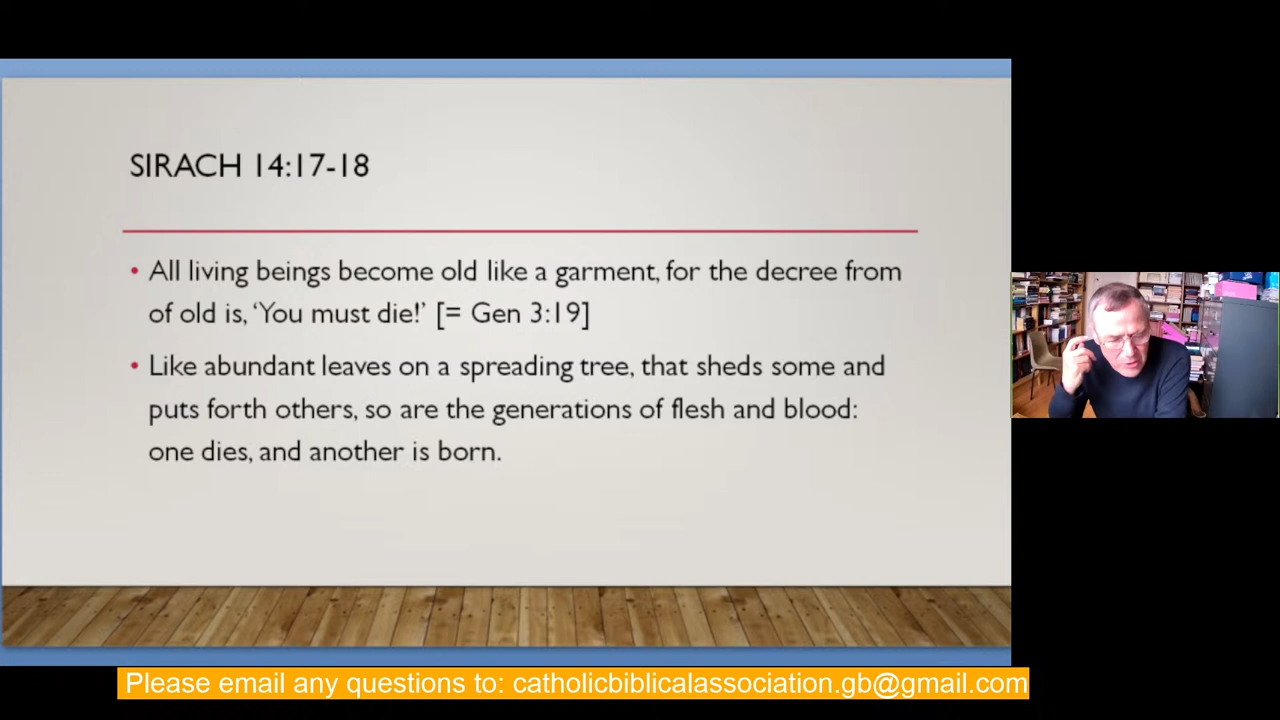 SIRACH 14:17-18
• All living beings become old like a garment, for the decree from
of old is, ‘You must die!’ [= Gen 3:19]
• Like abundant leaves on a spreading tree, that sheds some and
puts forth others, so are the generations of flesh and blood:
one dies, and another is born.
Please email any questions to: catholicbiblicalassociation.gb@gmail.com